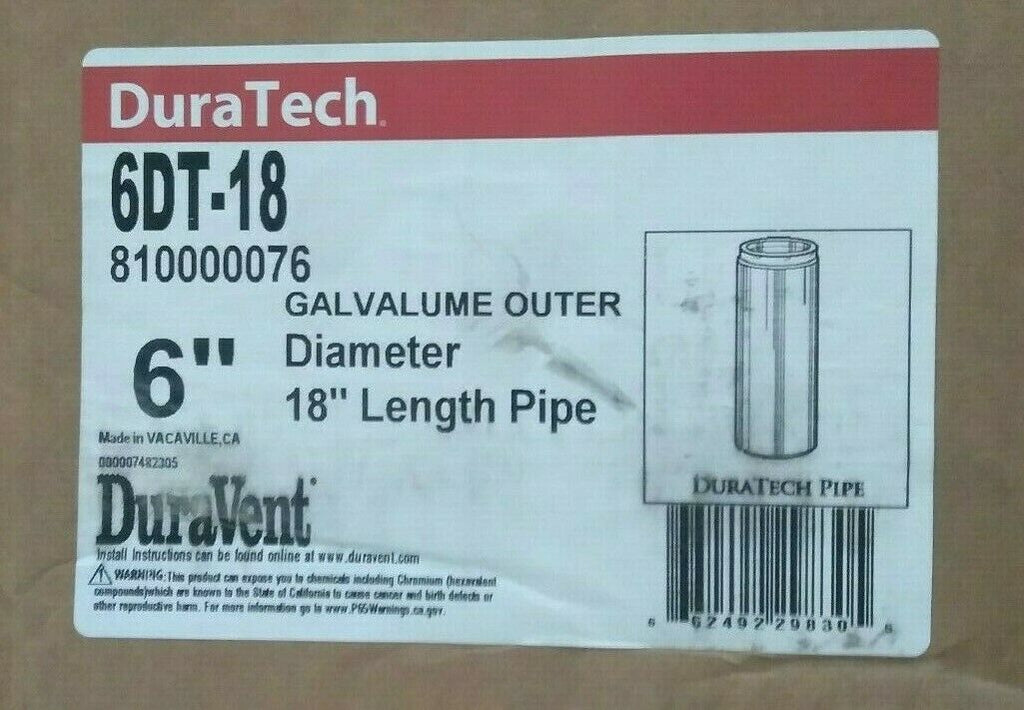 DuraTech.
6DT-18
810000076
GALVALUME OUTER
6" Diameter
18" Length Pipe
Made in VACAVILLE,CA
000007482305
DuraVent
Install Instructions can be found online at www.duravent.com
WARNING: This product can expose you to chemicals including Chromium (hexavalent
compounds)which are known to the State of California to cause cancer and birth defects or
other reproductive harm. For more information go to www.P65Warnings.ca.gov.
DURATECH PIPE
6 62492 29830 6